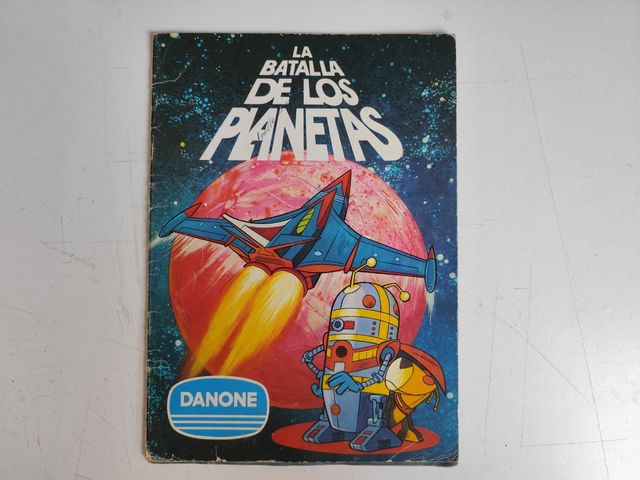 LA
BATALLA
DE LOS
PLANETAS
DANONE